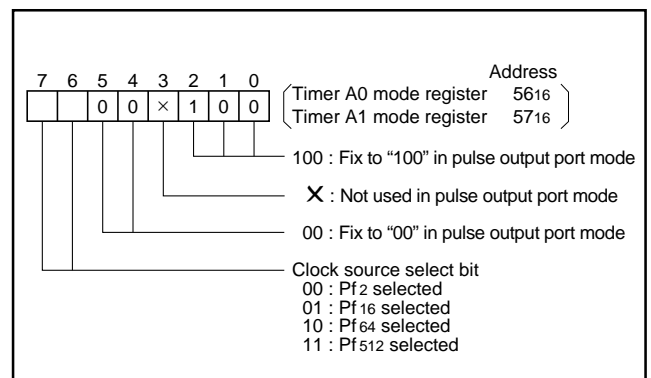 7 6 5 4 3 2 1 0
Address
0 0 × 1 0 0
Timer A0 mode register 5616
Timer A1 mode register 5716
100 : Fix to “100” in pulse output port mode
X : Not used in pulse output port mode
00 : Fix to “00” in pulse output port mode
Clock source select bit
00 : Pf2 selected
01 : Pf16 selected
10 : Pf64 selected
11 : Pf512 selected